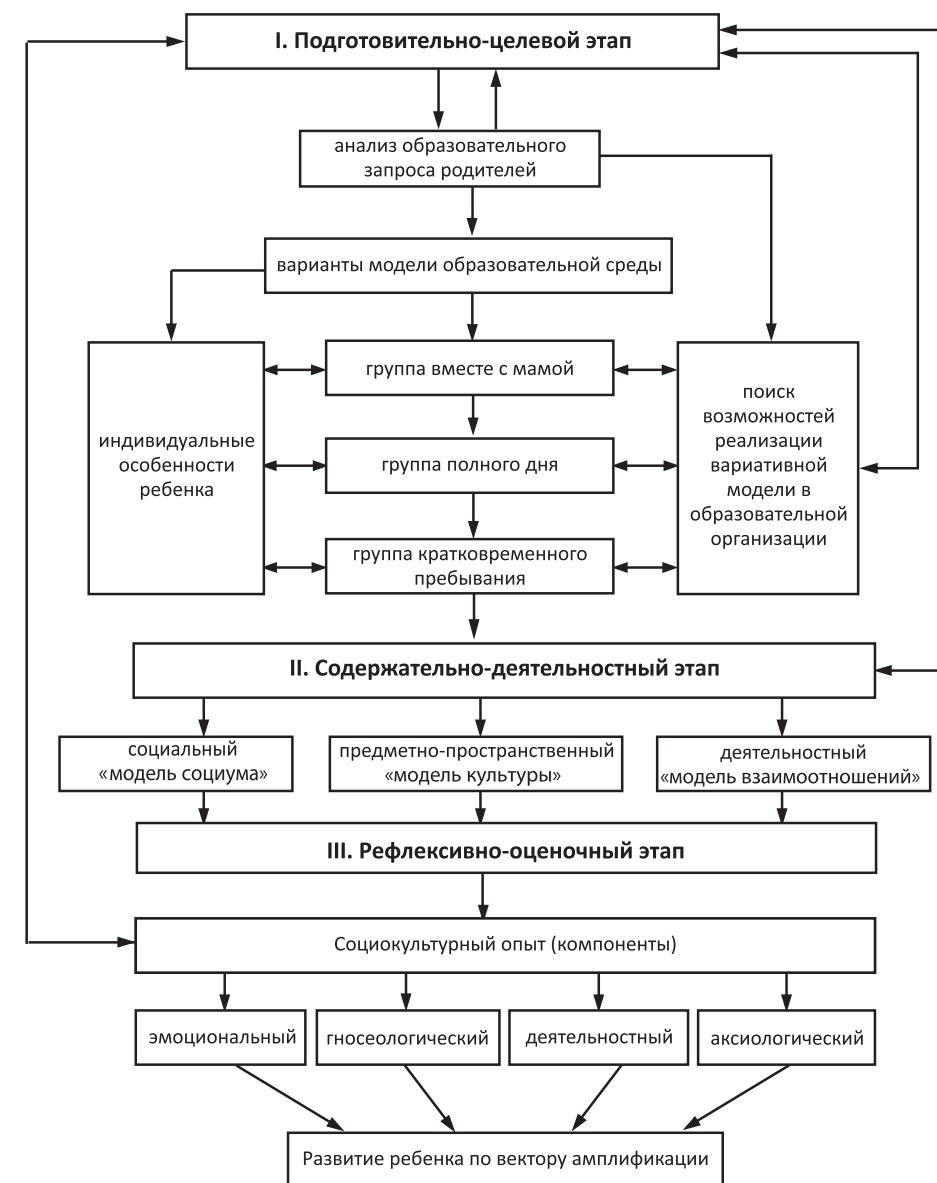 I. Подготовительно-целевой этап
анализ образовательного
запроса родителей
варианты модели образовательной среды
индивидуальные
особенности
ребенка
группа вместе с мамой
группа полного дня
группа кратковременного
пребывания
поиск
возможностей
реализации
вариативной
модели в
образовательной
организации
II. Содержательно-деятельностный этап
социальный
«модель социума»
предметно-пространственный
«модель культуры»
деятельностный
«модель взаимоотношений»
III. Рефлексивно-оценочный этап
Социокультурный опыт (компоненты)
эмоциональный
гносеологический
деятельностный
аксиологический
Развитие ребенка по вектору амплификации